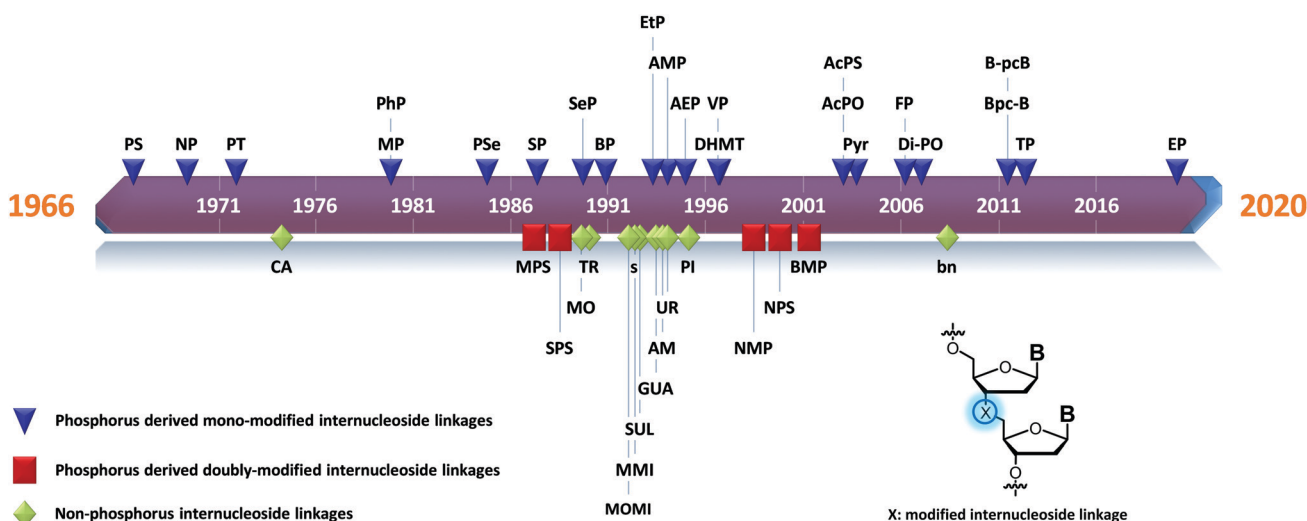 EtP
AMP AcPS B-pcB
PhP SeP AEP VP AcPO FP Bpc-B
PS NP PT MP PSe SP BP DHMT Pyr Di-PO TP EP
1966 1971 1976 1981 1986 1991 1996 2001 2006 2011 2016 2020
CA MPS TR s PI BMP bn
MO UR NPS
SPS AM NMP
GUA
SUL
MMI
MOMI
Phosphorus derived mono-modified internucleoside linkages
Phosphorus derived doubly-modified internucleoside linkages
Non-phosphorus internucleoside linkages
O
O
B
X
O
B
O
X: modified internucleoside linkage